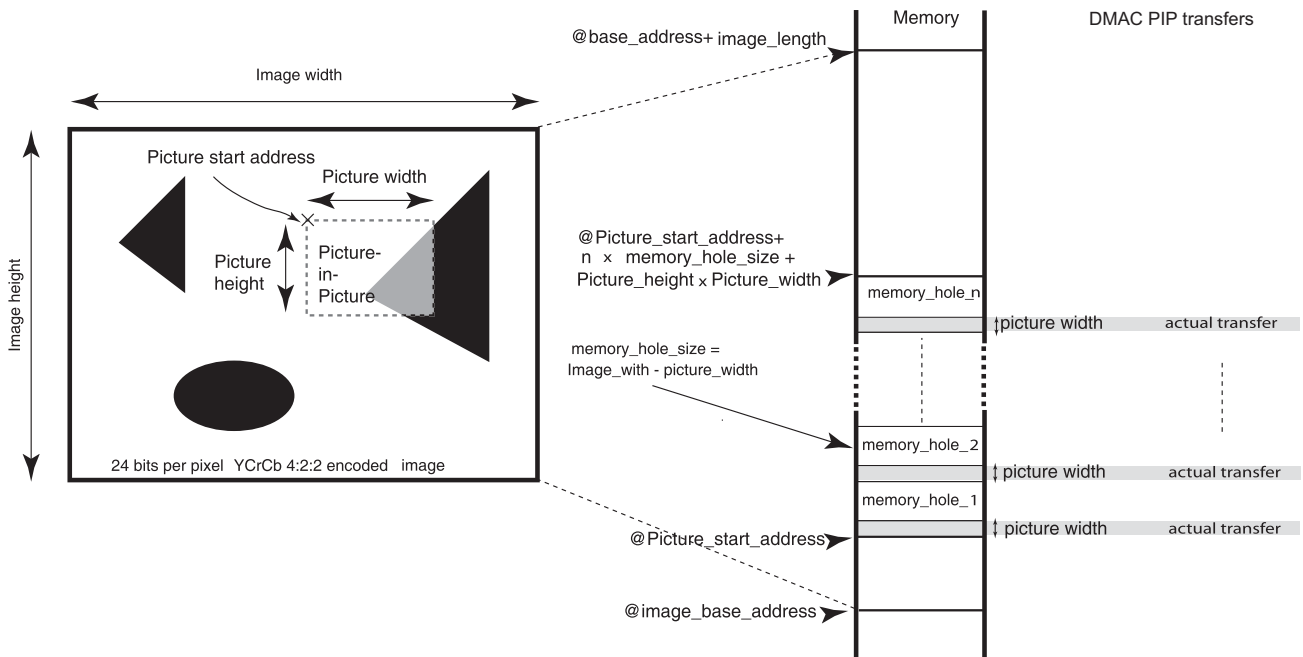 Memory
DMAC PIP transfers
@base_address+ image_length
Image width
Image height
Picture start address
Picture width
Picture
height
Picture-
in-
Picture
24 bits per pixel YCrCb 4:2:2 encoded image
@Picture_start_address+
n x memory_hole_size +
Picture_height x Picture_width
memory_hole_n
picture width
actual transfer
memory_hole_size =
Image_with - picture_width
memory_hole_2
picture width
actual transfer
memory_hole_1
picture width
actual transfer
@Picture_start_address
@image_base_address